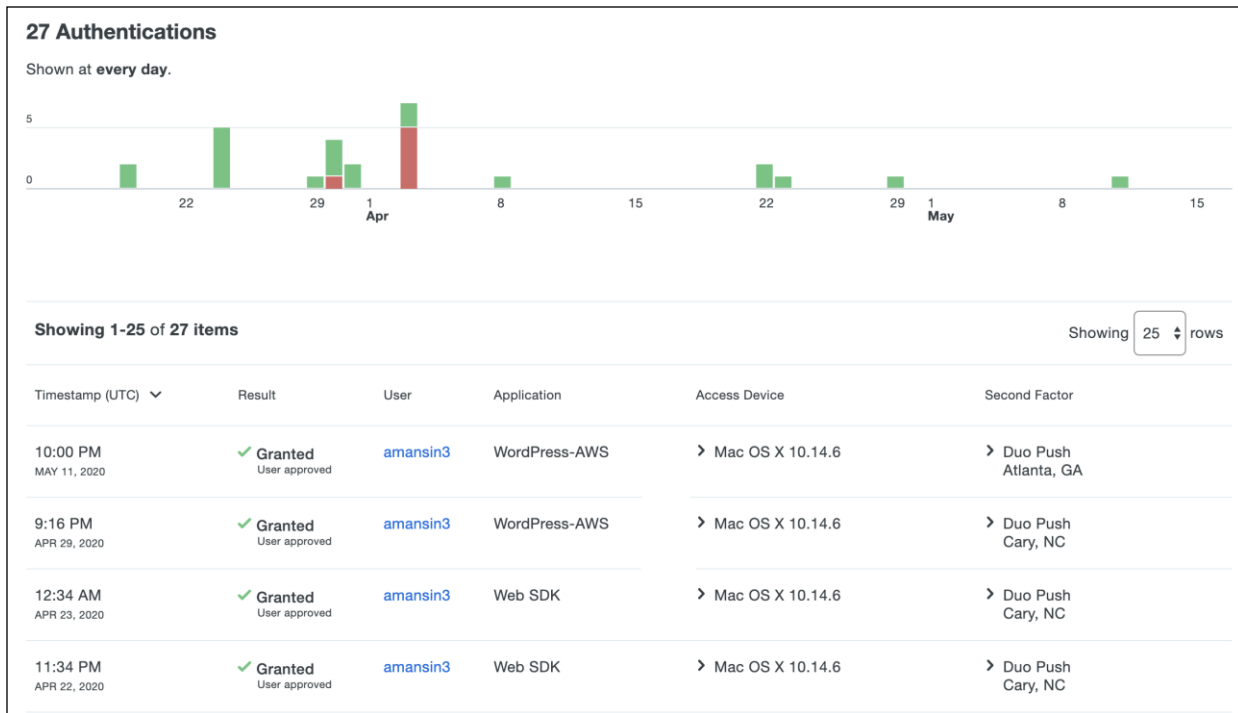 27 Authentications
Shown at every day.
5
0
22 29 1 8 15 22 29 1 8 15
Apr May
Showing 1-25 of 27 items
Showing 25 rows
Timestamp (UTC) Result User Application Access Device Second Factor
10:00 PM Granted amansin3 WordPress-AWS Mac OS X 10.14.6 Duo Push
MAY 11, 2020 User approved Atlanta, GA
9:16 PM Granted amansin3 WordPress-AWS Mac OS X 10.14.6 Duo Push
APR 29, 2020 User approved Cary, NC
12:34 AM Granted amansin3 Web SDK Mac OS X 10.14.6 Duo Push
APR 23, 2020 User approved Cary, NC
11:34 PM Granted amansin3 Web SDK Mac OS X 10.14.6 Duo Push
APR 22, 2020 User approved Cary, NC